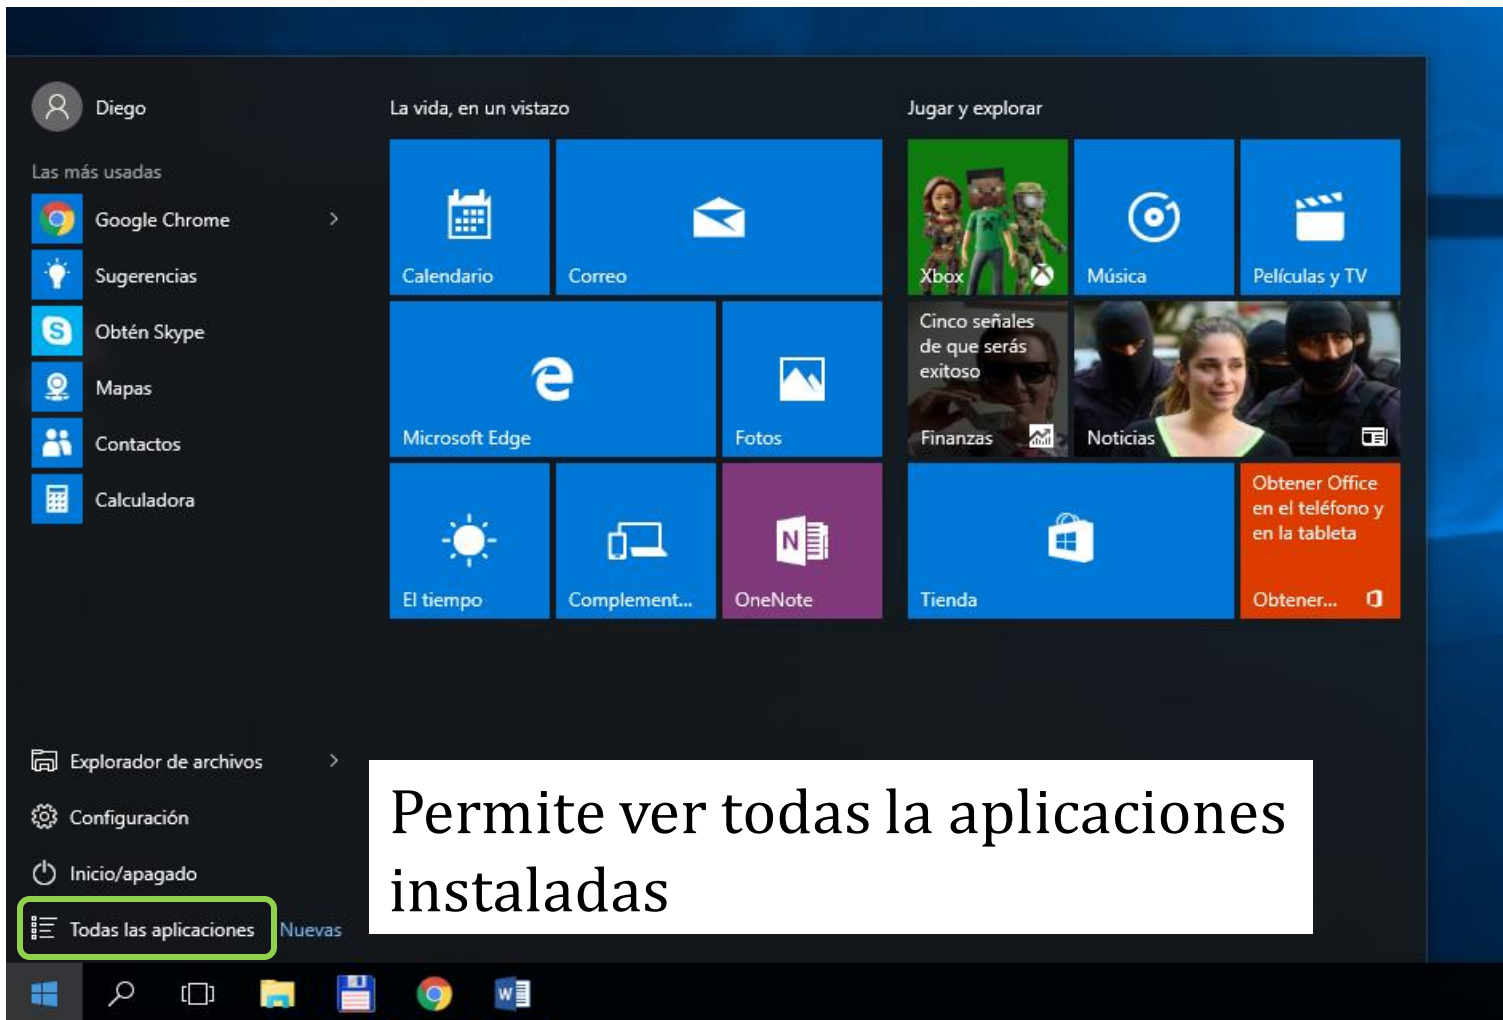 Diego
Las más usadas
Google Chrome
Sugerencias
Obtén Skype
Mapas
Contactos
Calculadora
Explorador de archivos
Configuración
Inicio/apagado
Todas las aplicaciones Nuevas
La vida, en un vistazo
Calendario
Correo
Microsoft Edge
Fotos
El tiempo
Complement...
OneNote
Jugar y explorar
Xbox
Música
Películas y TV
Cinco señales
de que serás
exitoso
Finanzas
Noticias
Tienda
Obtener Office
en el teléfono y
en la tableta
Obtener...
Permite ver todas la aplicaciones
instaladas